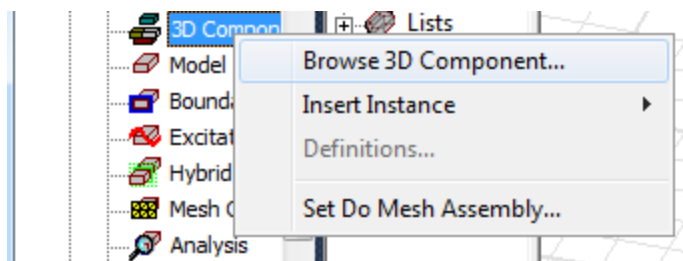 3D Compon
Lists
Model
Browse 3D Component...
Bound
Insert Instance
Excitat
Definitions...
Hybrid
Mesh
Set Do Mesh Assembly...
Analysis